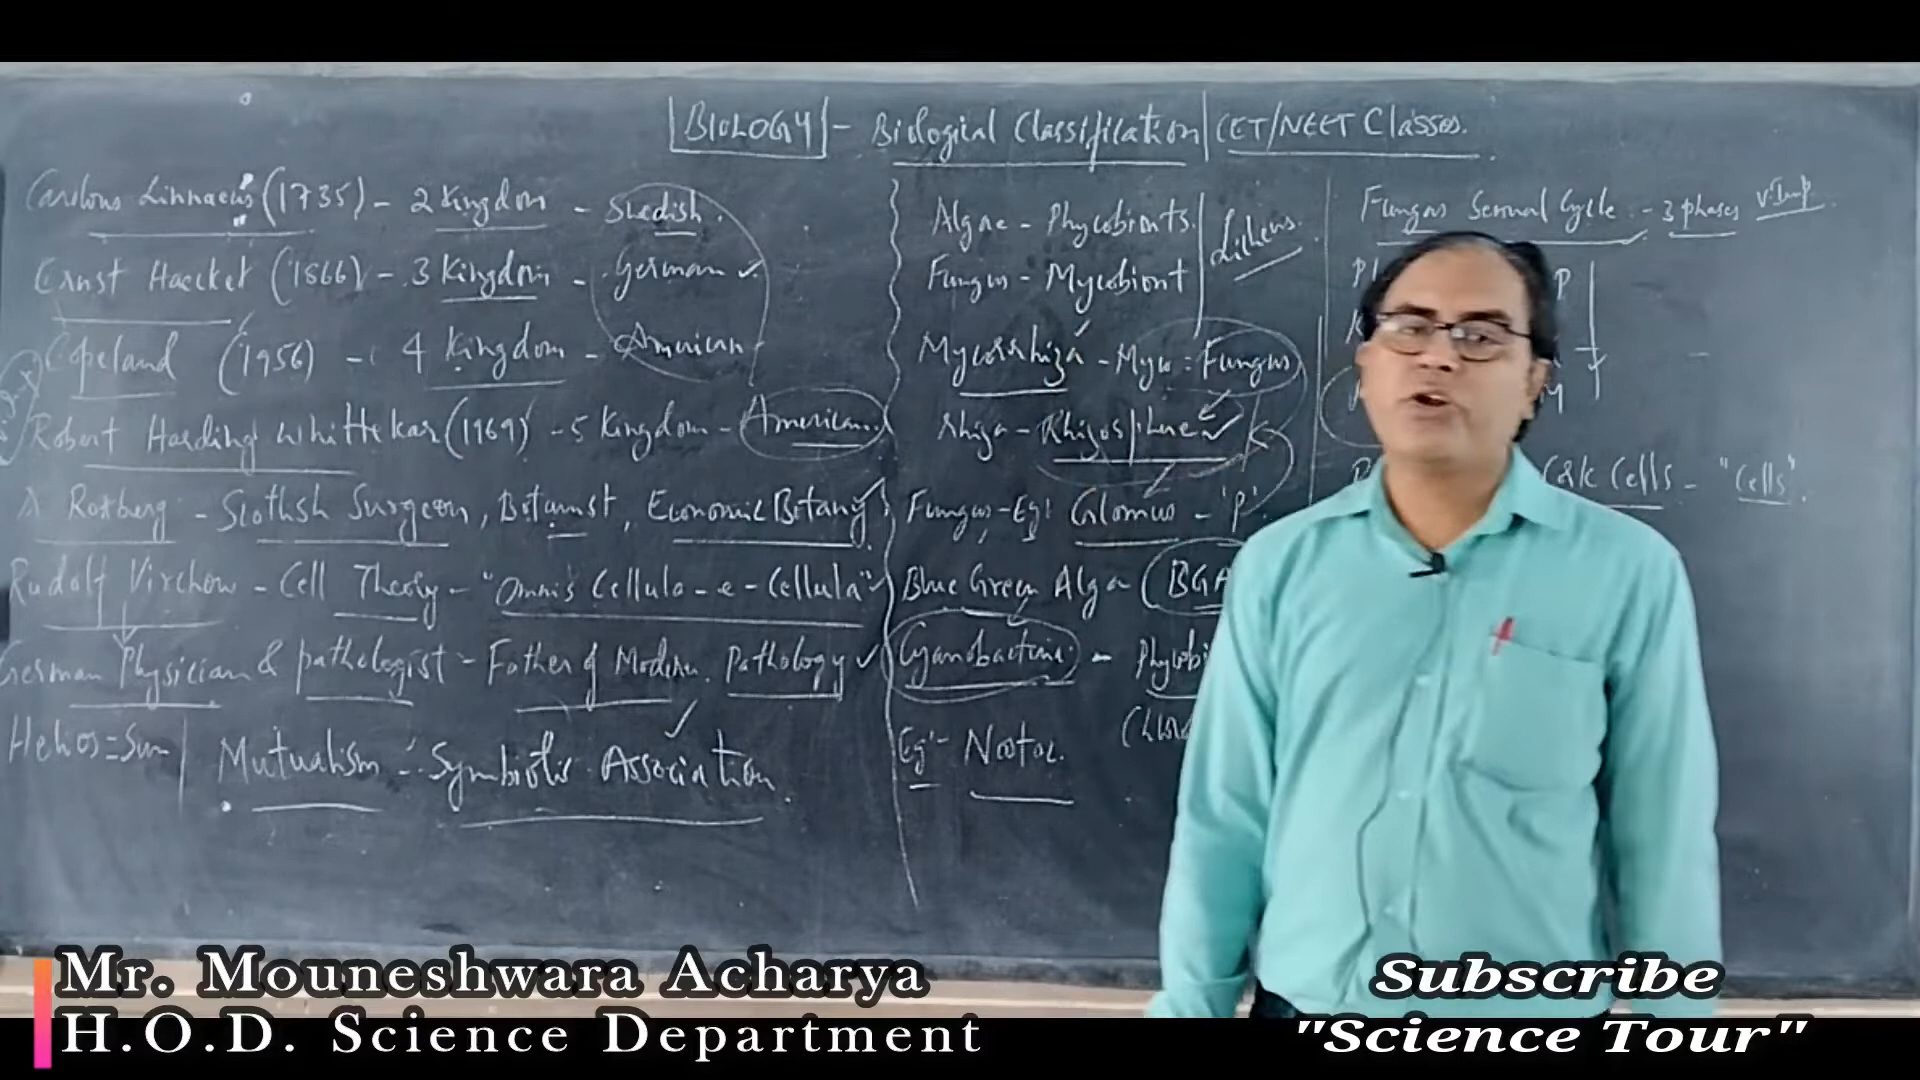 BIOLOGY - Biological Classification | CET/NEET Classes.
Carolous Linnaeus (1735) - 2 Kingdom - Swedish.
Ernst Haeckel (1866) - 3 Kingdom - German
Copeland (1956) - 4 Kingdom - American
Robert Harding Whittekar (1969) - 5 Kingdom - American.
Roxberg - Scottish Surgeon, Botanist, Economic Botany
Rudolf Virchow - Cell Theory - "Omnis Cellula-e-Cellula"
German Physician & pathologist - Father of Modern Pathology
Helios = Sun | Mutualism - Symbiotic Association.
Algae - Phycobionts.
Fungus - Mycobiont
Lichens.
Mycorrhiza - Myco : Fungus
rhiza - Rhizosphere
Fungus - Eg: Glomus - 'P'
Blue Green Alga (BGA
Cyanobacteria - Phycobi
Eg:- Nostoc.
Fungus Sexual Cycle - 3 phases v.Imp
Cork Cells - "Cells".
Mr. Mouneshwara Acharya
H.O.D. Science Department
Subscribe
"Science Tour"